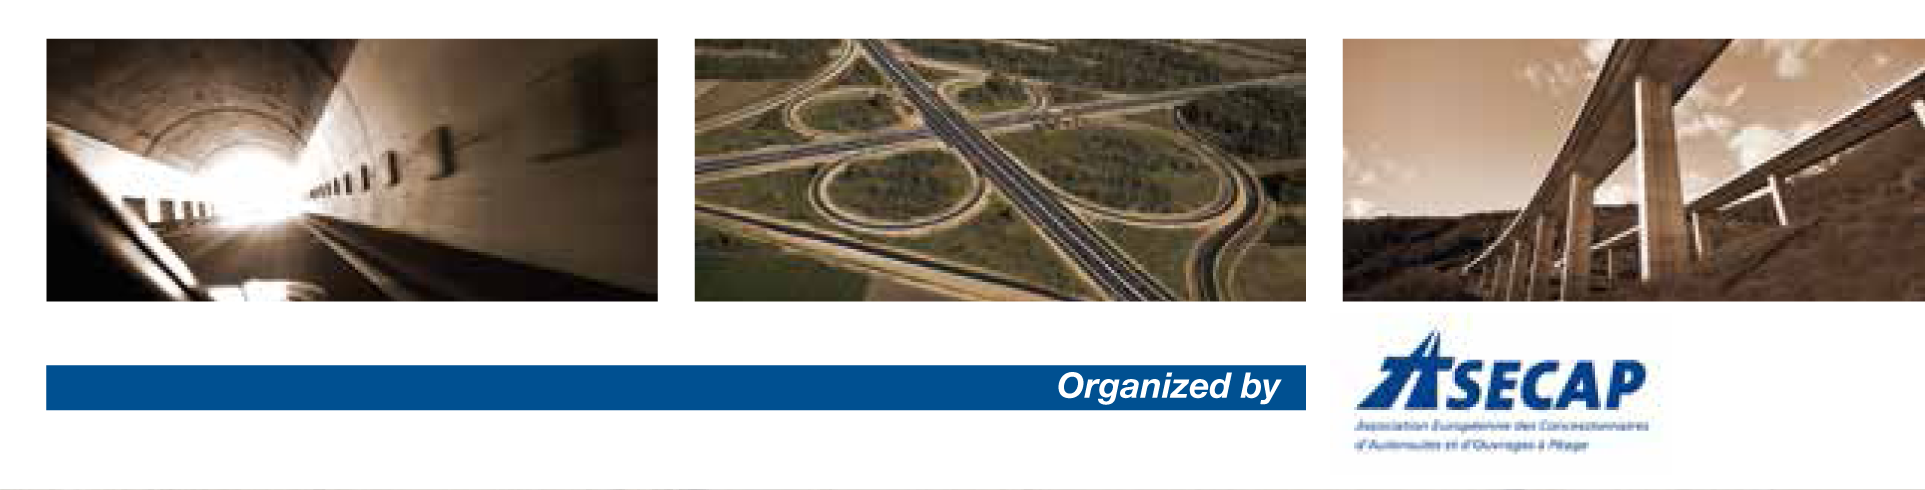 Organized by
ASECAP
Association Européenne des Concessionnaires
d'Autoroutes et d'Ouvrages à Péage